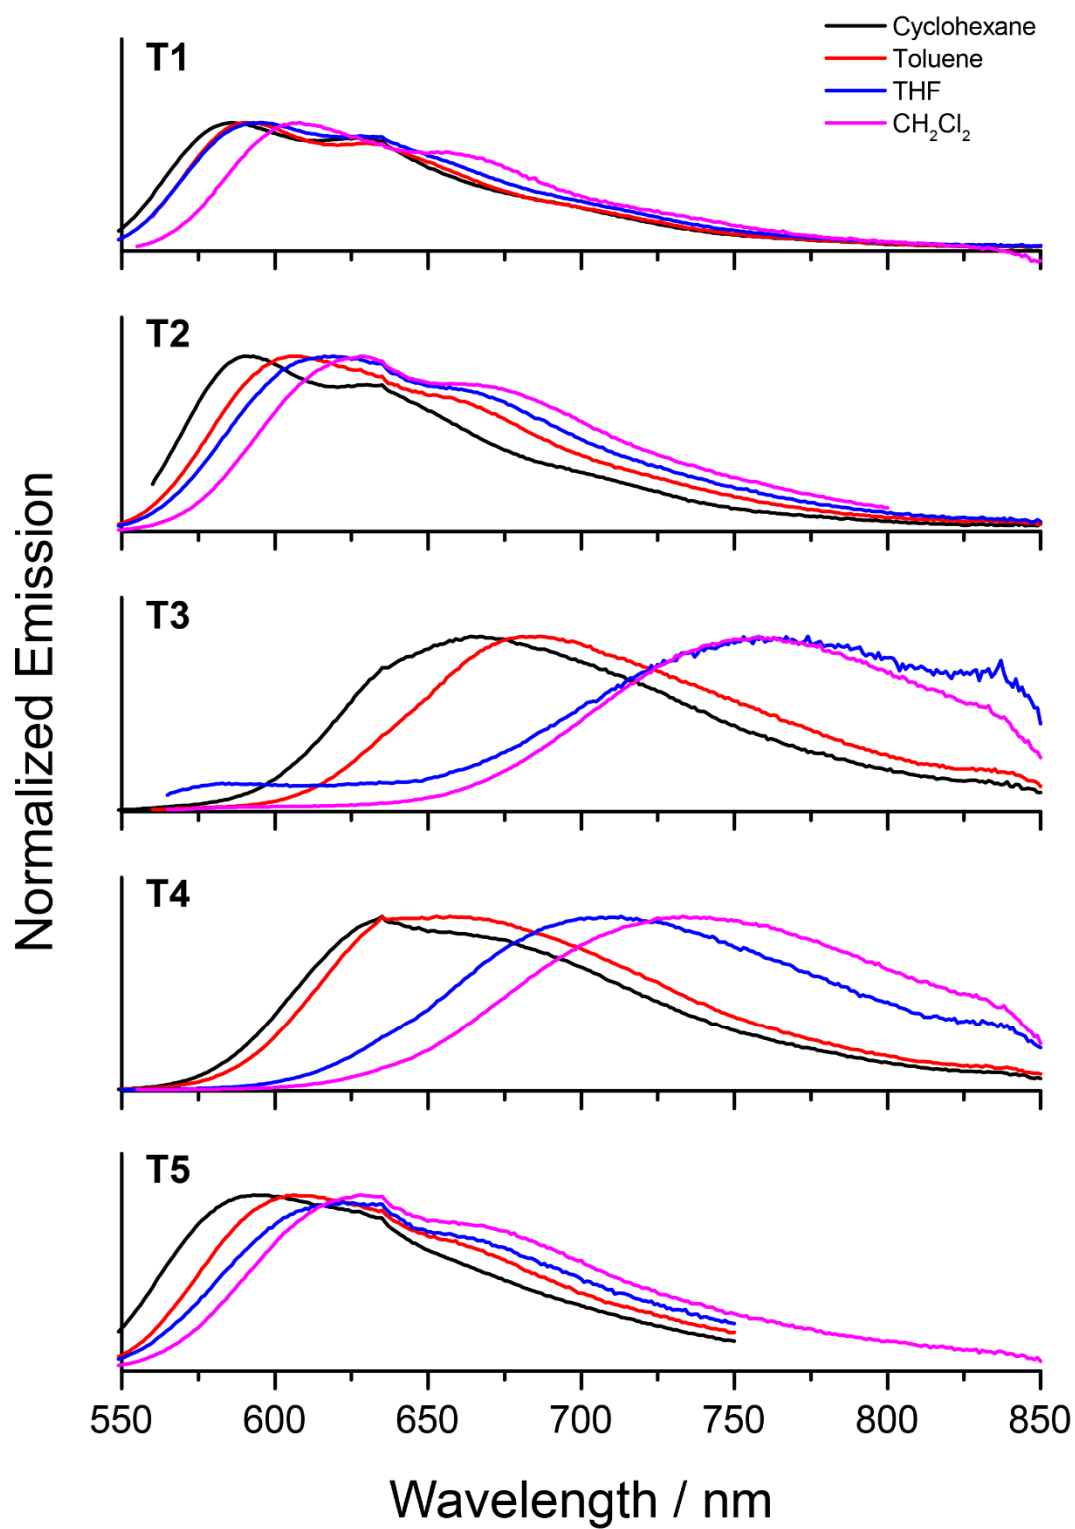 Cyclohexane
Toluene
THF
CH₂Cl₂
T1
T2
T3
T4
T5
Normalized Emission
550 600 650 700 750 800 850
Wavelength / nm